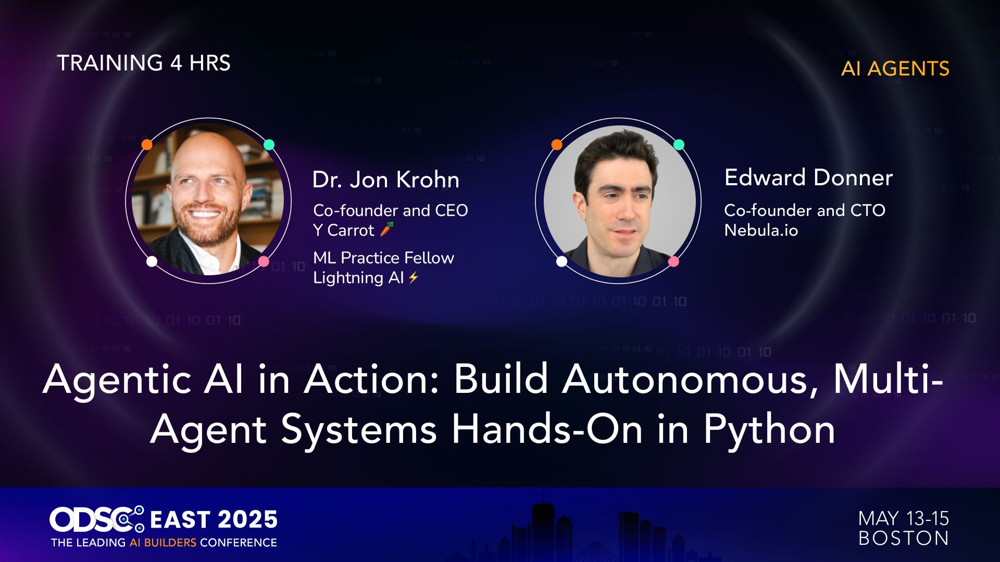 TRAINING 4 HRS
AI AGENTS
Dr. Jon Krohn
Co-founder and CEO
Y Carrot 🥕
ML Practice Fellow
Lightning AI ⚡
Edward Donner
Co-founder and CTO
Nebula.io
Agentic AI in Action: Build Autonomous, Multi-
Agent Systems Hands-On in Python
ODSC EAST 2025
THE LEADING AI BUILDERS CONFERENCE
MAY 13-15
BOSTON